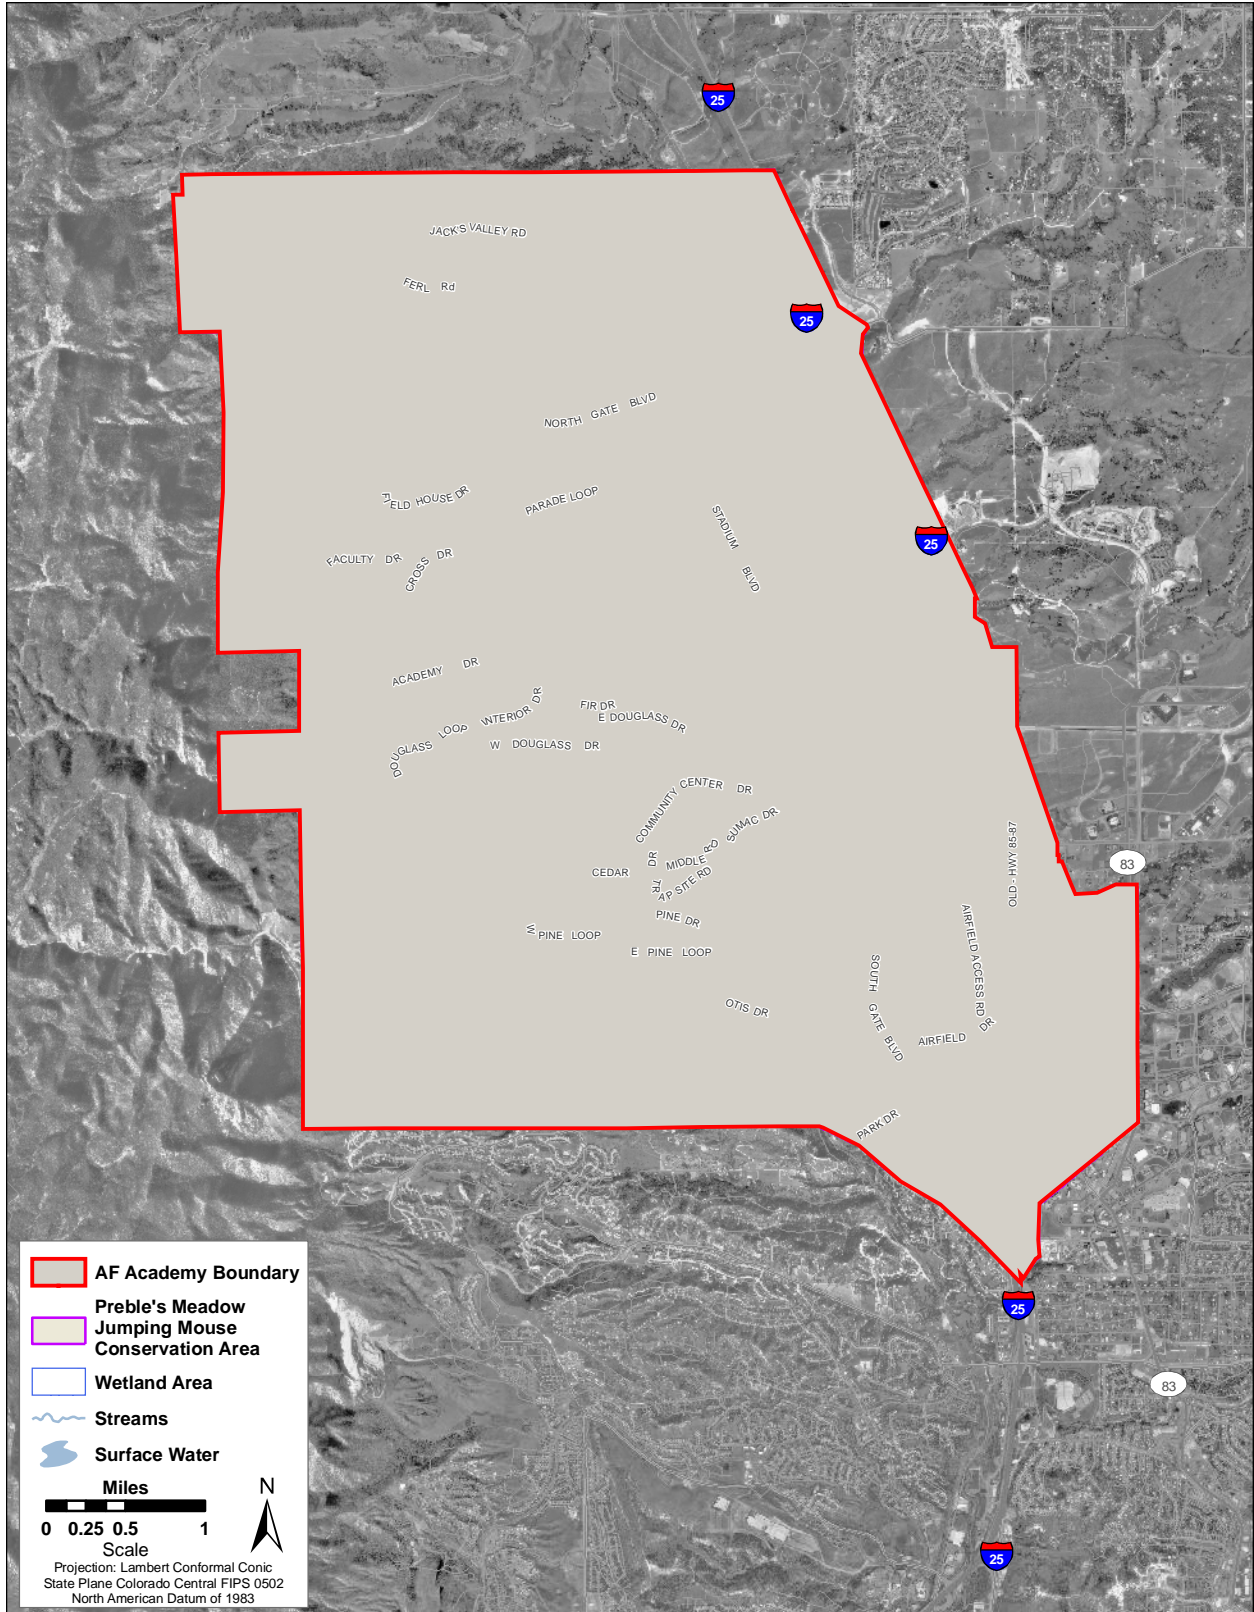 25
JACK'S VALLEY RD
FERL Rd
25
NORTH GATE BLVD
FIELD HOUSE DR
PARADE LOOP
STADIUM BLVD
25
FACULTY DR
CROSS DR
ACADEMY DR
DOUGLASS LOOP
INTERIOR DR
FIR DR
E DOUGLASS DR
W DOUGLASS DR
COMMUNITY CENTER DR
SUMAC DR
MIDDLE RD
CEDAR DR
TR AP SITE RD
OLD - HWY 85-87
83
PINE DR
W PINE LOOP
E PINE LOOP
AIRFIELD ACCESS RD
SOUTH GATE BLVD
OTIS DR
AIRFIELD DR
PARK DR
25
83
25
AF Academy Boundary
Preble's Meadow
Jumping Mouse
Conservation Area
Wetland Area
Streams
Surface Water
Miles
N
0 0.25 0.5 1
Scale
Projection: Lambert Conformal Conic
State Plane Colorado Central FIPS 0502
North American Datum of 1983